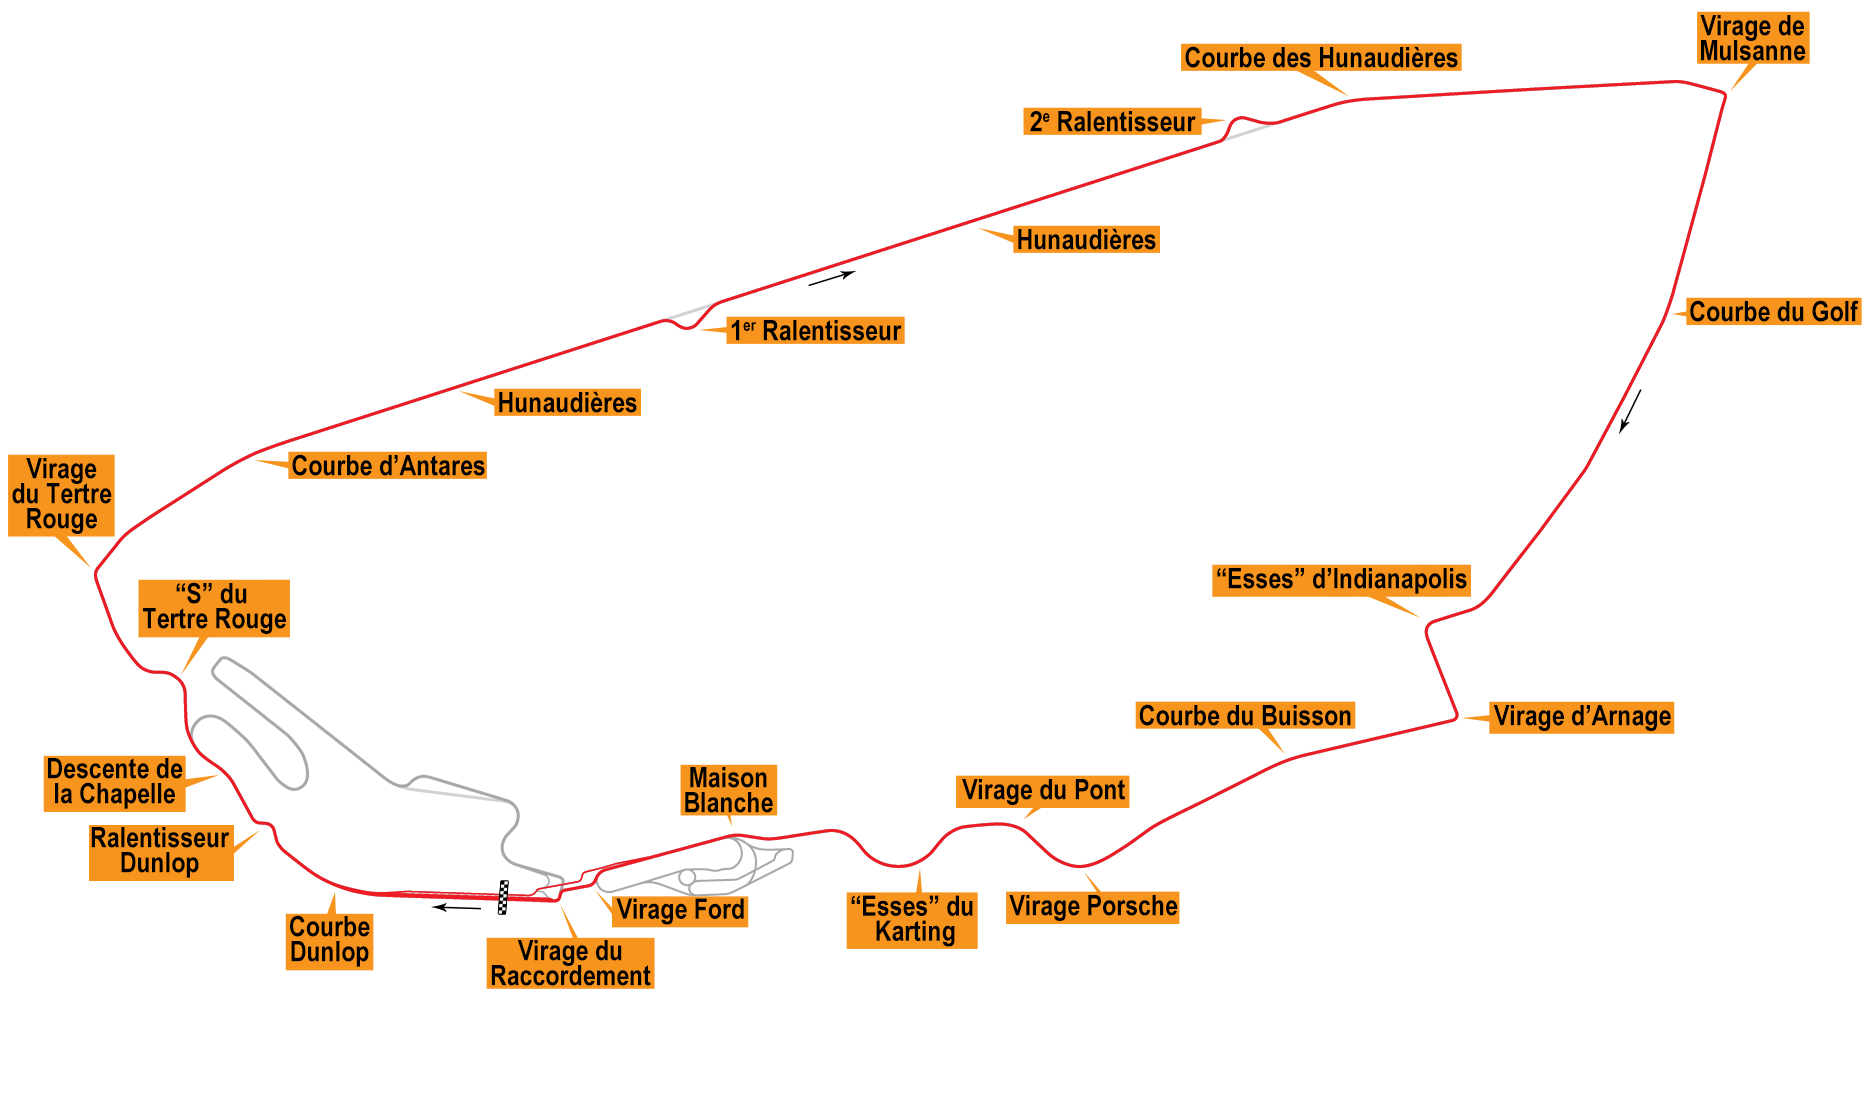 Virage de
Mulsanne
Courbe des Hunaudières
2e Ralentisseur
Hunaudières
Courbe du Golf
1er Ralentisseur
Hunaudières
Courbe d’Antares
Virage
du Tertre
Rouge
“S” du
Tertre Rouge
“Esses” d’Indianapolis
Courbe du Buisson
Virage d’Arnage
Descente de
la Chapelle
Maison
Blanche
Virage du Pont
Ralentisseur
Dunlop
“Esses” du
Karting
Virage Porsche
Virage Ford
Courbe
Dunlop
Virage du
Raccordement